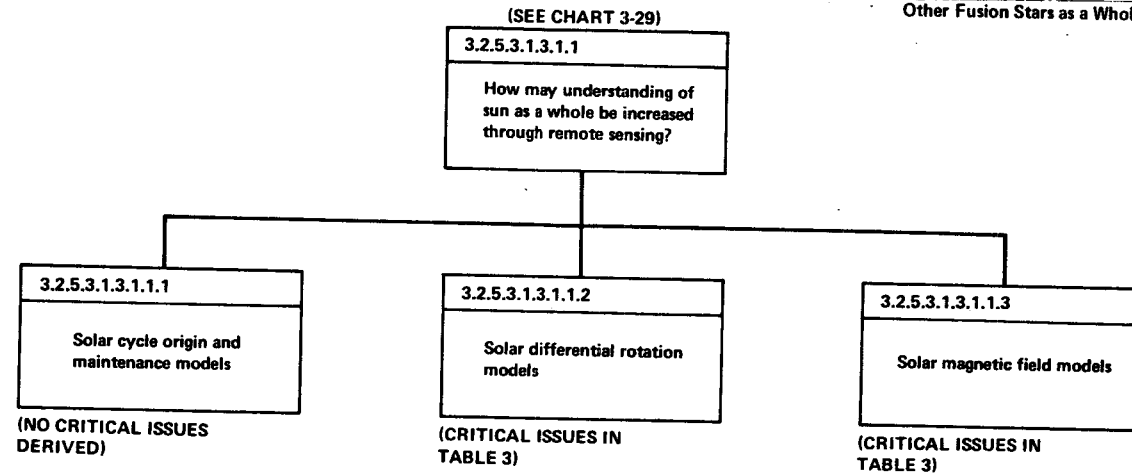 Other Fusion Stars as a
(SEE CHART 3-29)
3.2.5.3.1.3.1.1
How may understanding of
sun as a whole be increased
through remote sensing?
3.2.5.3.1.3.1.1.1
Solar cycle origin and
maintenance models
(NO CRITICAL ISSUES
DERIVED)
3.2.5.3.1.3.1.1.2
Solar differential rotation
models
(CRITICAL ISSUES IN
TABLE 3)
3.2.5.3.1.3.1.1.3
Solar magnetic field models
(CRITICAL ISSUES IN
TABLE 3)